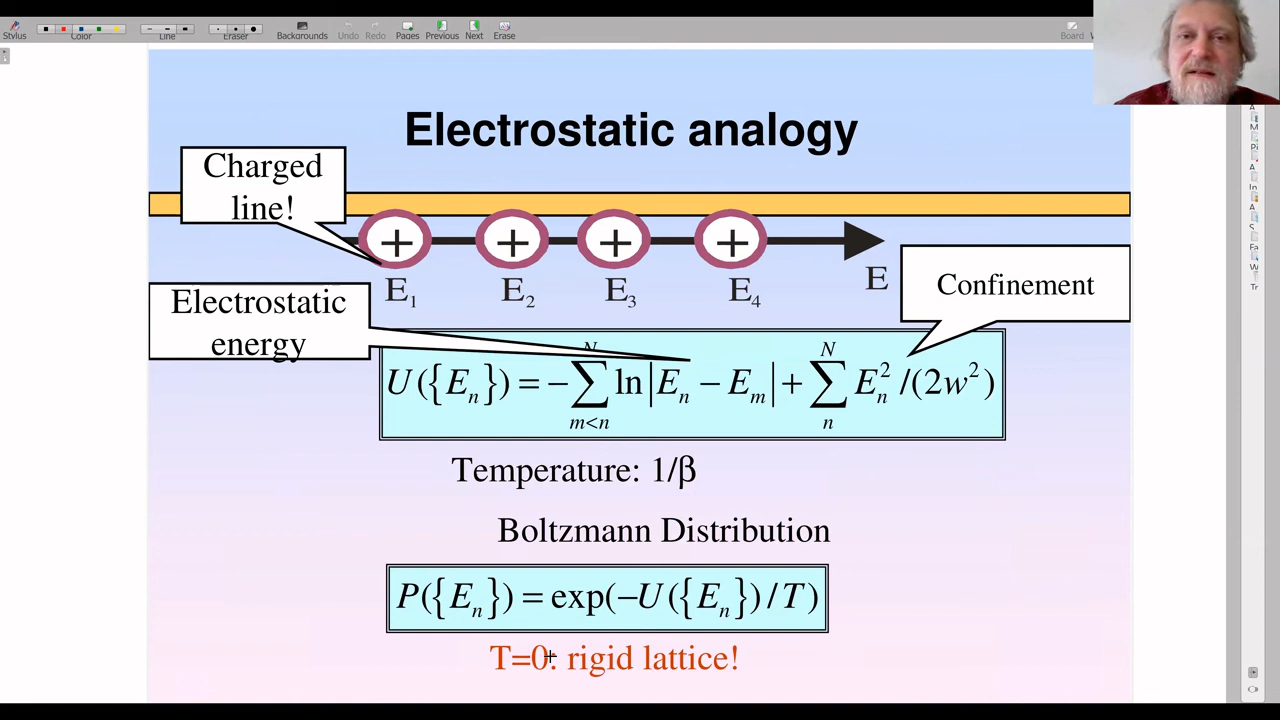 Stylus
Color
Line
Eraser
Backgrounds
Undo
Redo
Pages
Previous
Next
Erase
Board
Electrostatic analogy
Charged
line!
+ + + +
E₁ E₂ E₃ E₄ E
Confinement
Electrostatic
energy
U({Eₙ}) = −∑_{m<n}^{N} ln|Eₙ − Eₘ| + ∑_{n}^{N} Eₙ² /(2w²)
Temperature: 1/β
Boltzmann Distribution
P({Eₙ}) = exp(−U({Eₙ}) / T)
T=0: rigid lattice!